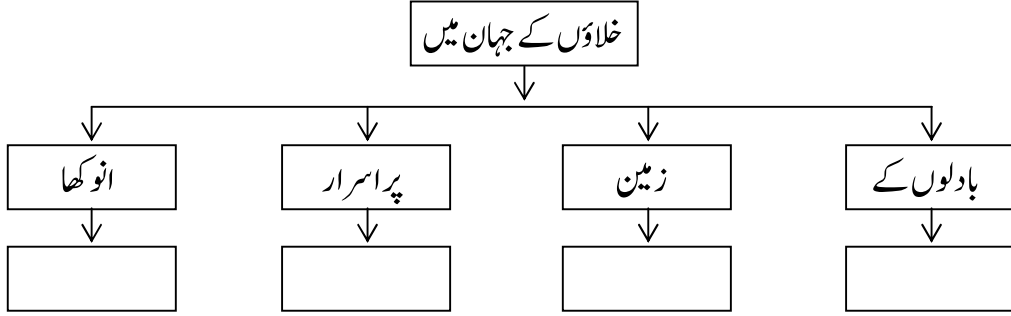 خلاؤں کے جہان میں
بادلوں کے
زمین
پراسرار
انوکھا